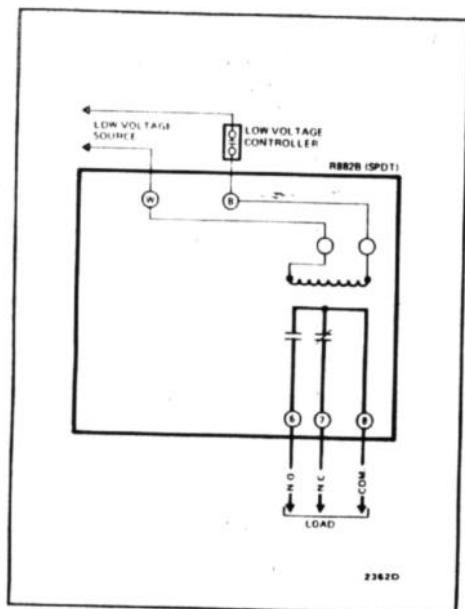 LOW VOLTAGE
SOURCE
LOW VOLTAGE
CONTROLLER
R882B (SPDT)
W
B
6
7
8
N.O.
N.C.
COM
LOAD
2362D